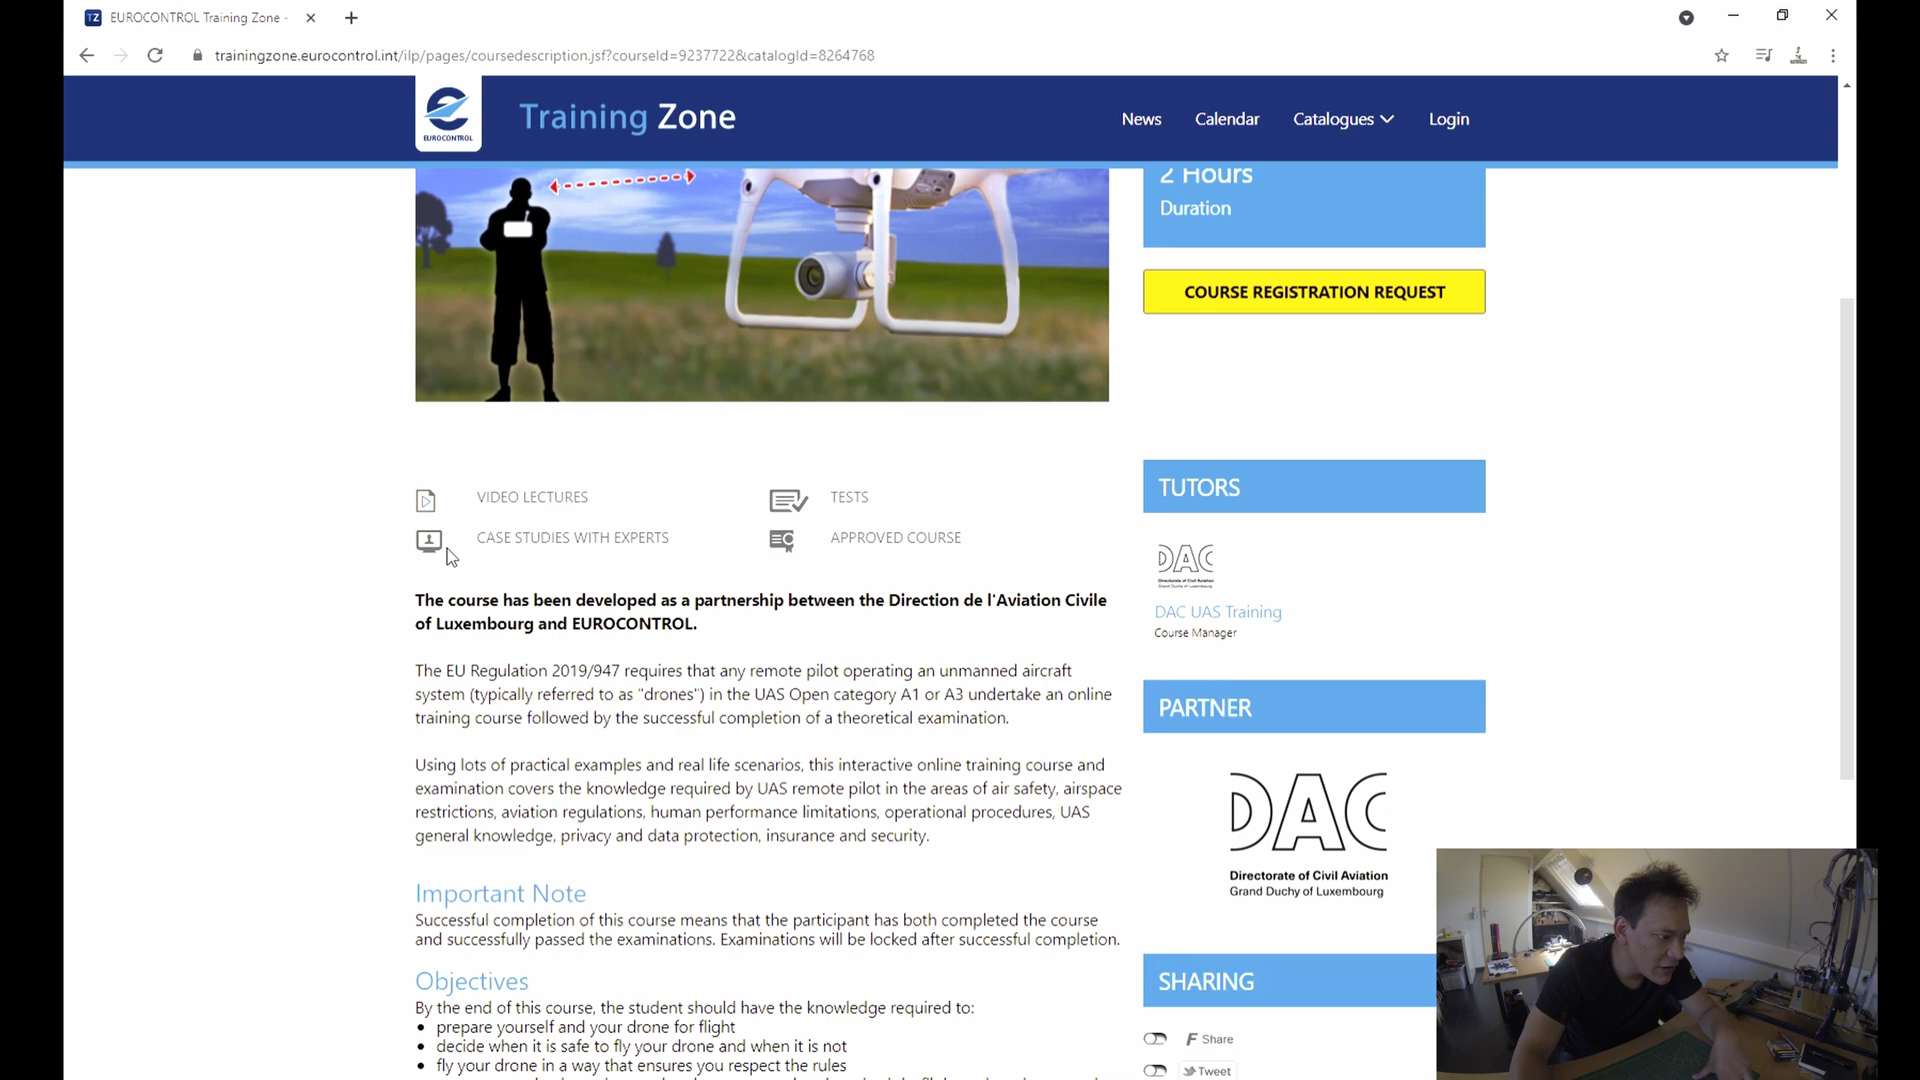 EUROCONTROL Training Zone -
trainingzone.eurocontrol.int/ilp/pages/coursedescription.jsf?courseId=9237722&catalogId=8264768
EUROCONTROL
Training Zone
News
Calendar
Catalogues
Login
2 Hours
Duration
COURSE REGISTRATION REQUEST
VIDEO LECTURES
TESTS
CASE STUDIES WITH EXPERTS
APPROVED COURSE
The course has been developed as a partnership between the Direction de l'Aviation Civile
of Luxembourg and EUROCONTROL.
The EU Regulation 2019/947 requires that any remote pilot operating an unmanned aircraft
system (typically referred to as "drones") in the UAS Open category A1 or A3 undertake an online
training course followed by the successful completion of a theoretical examination.
Using lots of practical examples and real life scenarios, this interactive online training course and
examination covers the knowledge required by UAS remote pilot in the areas of air safety, airspace
restrictions, aviation regulations, human performance limitations, operational procedures, UAS
general knowledge, privacy and data protection, insurance and security.
Important Note
Successful completion of this course means that the participant has both completed the course
and successfully passed the examinations. Examinations will be locked after successful completion.
Objectives
By the end of this course, the student should have the knowledge required to:
• prepare yourself and your drone for flight
• decide when it is safe to fly your drone and when it is not
• fly your drone in a way that ensures you respect the rules
TUTORS
DAC
Directorate of Civil Aviation
Grand Duchy of Luxembourg
DAC UAS Training
Course Manager
PARTNER
DAC
Directorate of Civil Aviation
Grand Duchy of Luxembourg
SHARING
Share
Tweet